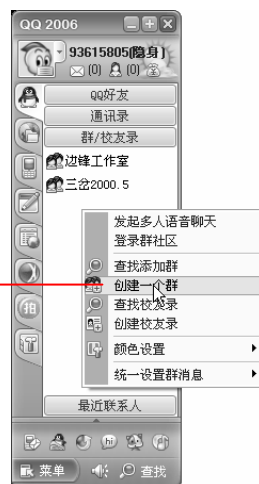 QQ 2006
93615805(隐身)
(0) (0)
QQ好友
通讯录
群/校友录
边锋工作室
三岔2000.5
发起多人语音聊天
登录群社区
查找添加群
创建一个群
查找校友录
创建校友录
颜色设置
统一设置群消息
最近联系人
菜单 查找